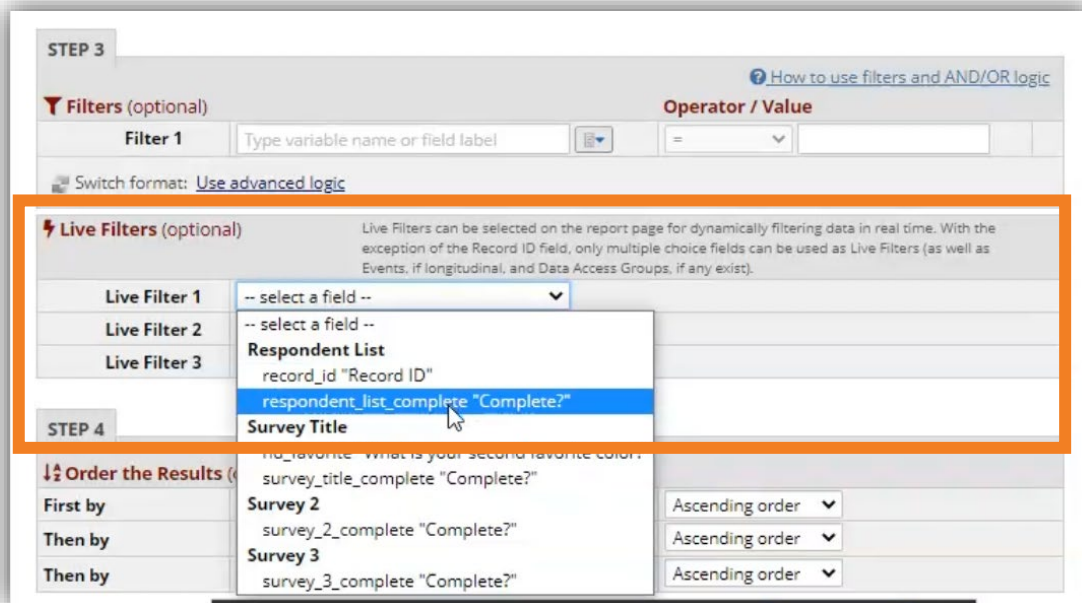 STEP 3
How to use filters and AND/OR logic
Filters (optional)
Operator / Value
Filter 1
Type variable name or field label
=
Switch format: Use advanced logic
Live Filters (optional)
Live Filters can be selected on the report page for dynamically filtering data in real time. With the
exception of the Record ID field, only multiple choice fields can be used as Live Filters (as well as
Events, if longitudinal, and Data Access Groups, if any exist).
Live Filter 1
-- select a field --
Live Filter 2
Live Filter 3
-- select a field --
Respondent List
record_id "Record ID"
respondent_list_complete "Complete?"
Survey Title
favorite color?
survey_title_complete "Complete?"
Survey 2
survey_2_complete "Complete?"
Survey 3
survey_3_complete "Complete?"
STEP 4
Order the Results
First by
Ascending order
Then by
Ascending order
Then by
Ascending order